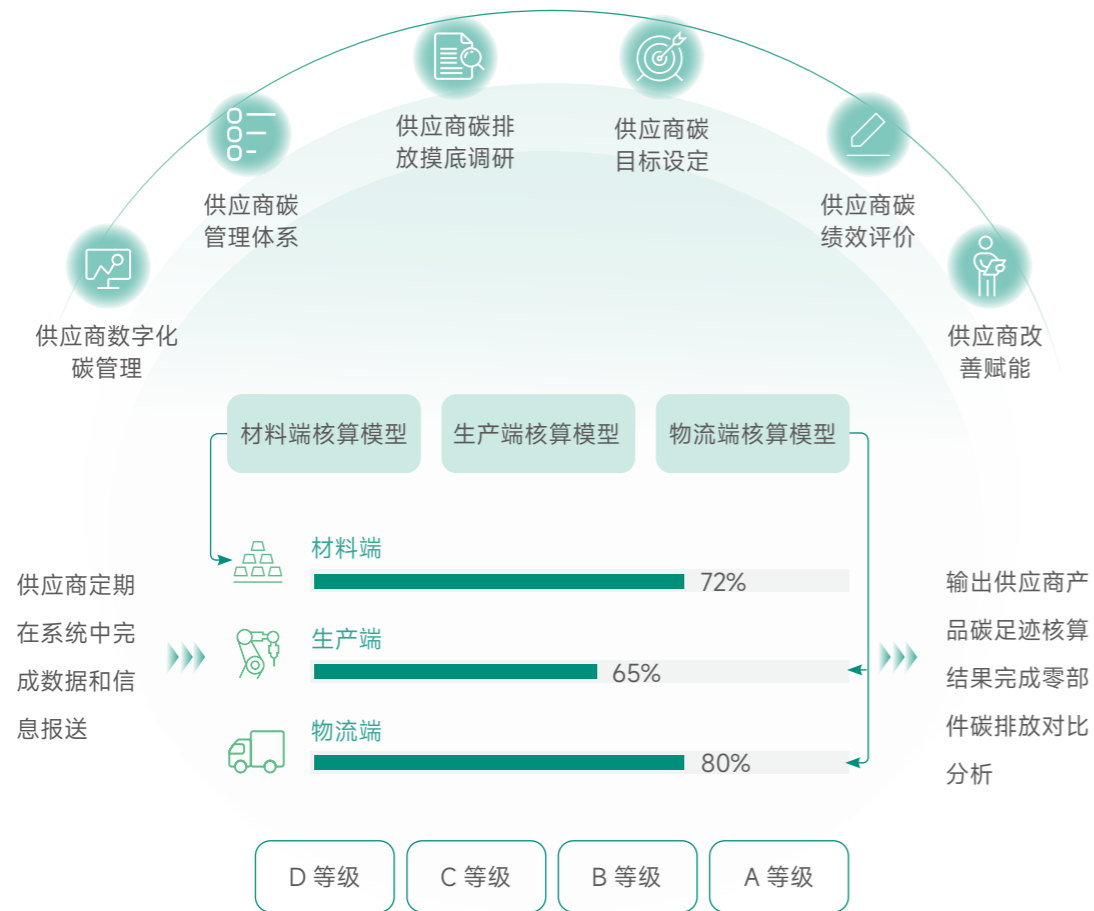 供应商碳排
放摸底调研
供应商碳
目标设定
供应商碳
管理体系
供应商碳
绩效评价
供应商数字化
碳管理
供应商改
善赋能
材料端核算模型
生产端核算模型
物流端核算模型
材料端
72%
生产端
65%
物流端
80%
供应商定期
在系统中完
成数据和信
息报送
输出供应商产
品碳足迹核算
结果完成零部
件碳排放对比
分析
D 等级
C 等级
B 等级
A 等级